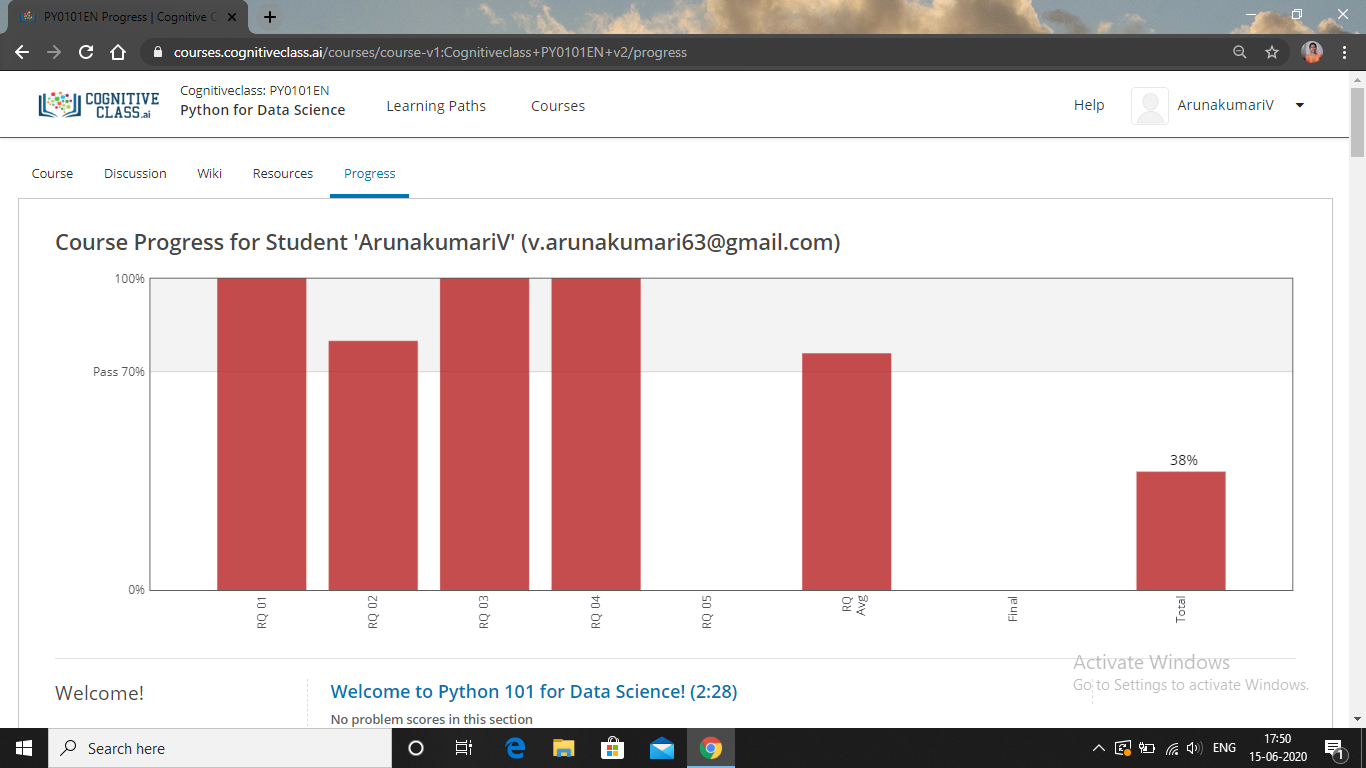 PY0101EN Progress | Cognitive C
courses.cognitiveclass.ai/courses/course-v1:Cognitiveclass+PY0101EN+v2/progress
COGNITIVE
CLASS.ai
Cognitiveclass: PY0101EN
Python for Data Science
Learning Paths
Courses
Help
ArunakumariV
Course
Discussion
Wiki
Resources
Progress
Course Progress for Student 'ArunakumariV' (v.arunakumari63@gmail.com)
100%
Pass 70%
0%
38%
RQ 01
RQ 02
RQ 03
RQ 04
RQ 05
RQ
Avg
Final
Total
Activate Windows
Go to Settings to activate Windows.
Welcome!
Welcome to Python 101 for Data Science! (2:28)
No problem scores in this section
Search here
ENG
17:50
15-06-2020
1